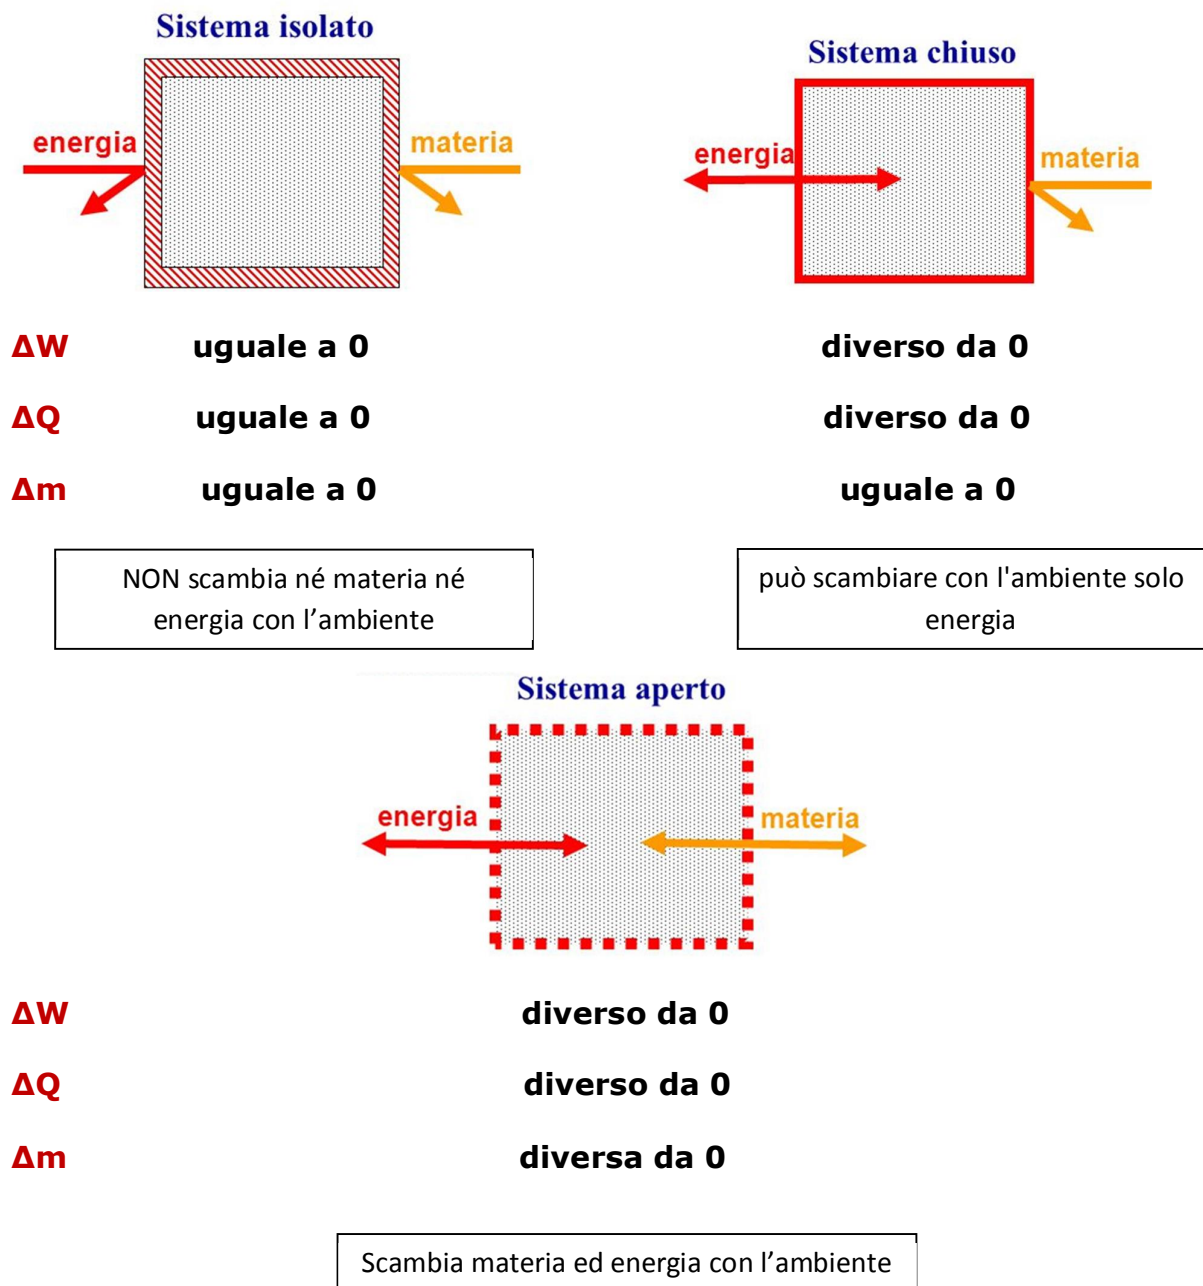 Sistema isolato
Sistema chiuso
energia
materia
energia
materia
ΔW uguale a 0 diverso da 0
ΔQ uguale a 0 diverso da 0
Δm uguale a 0 uguale a 0
NON scambia né materia né
energia con l’ambiente
può scambiare con l'ambiente solo
energia
Sistema aperto
energia
materia
ΔW diverso da 0
ΔQ diverso da 0
Δm diversa da 0
Scambia materia ed energia con l’ambiente